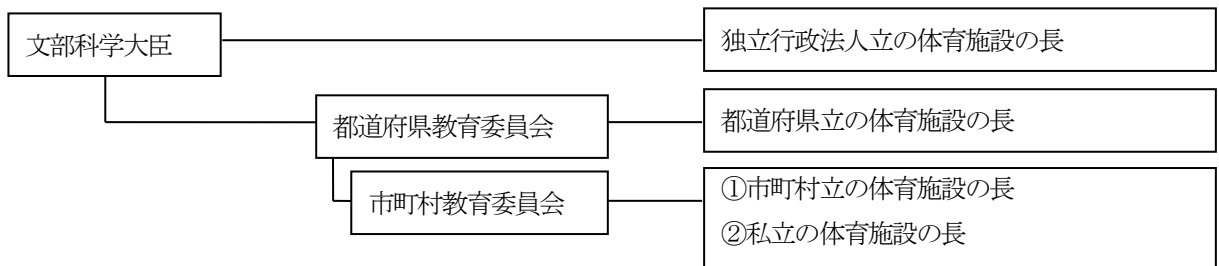 文部科学大臣
独立行政法人立の体育施設の長
都道府県教育委員会
都道府県立の体育施設の長
市町村教育委員会
①市町村立の体育施設の長
②私立の体育施設の長